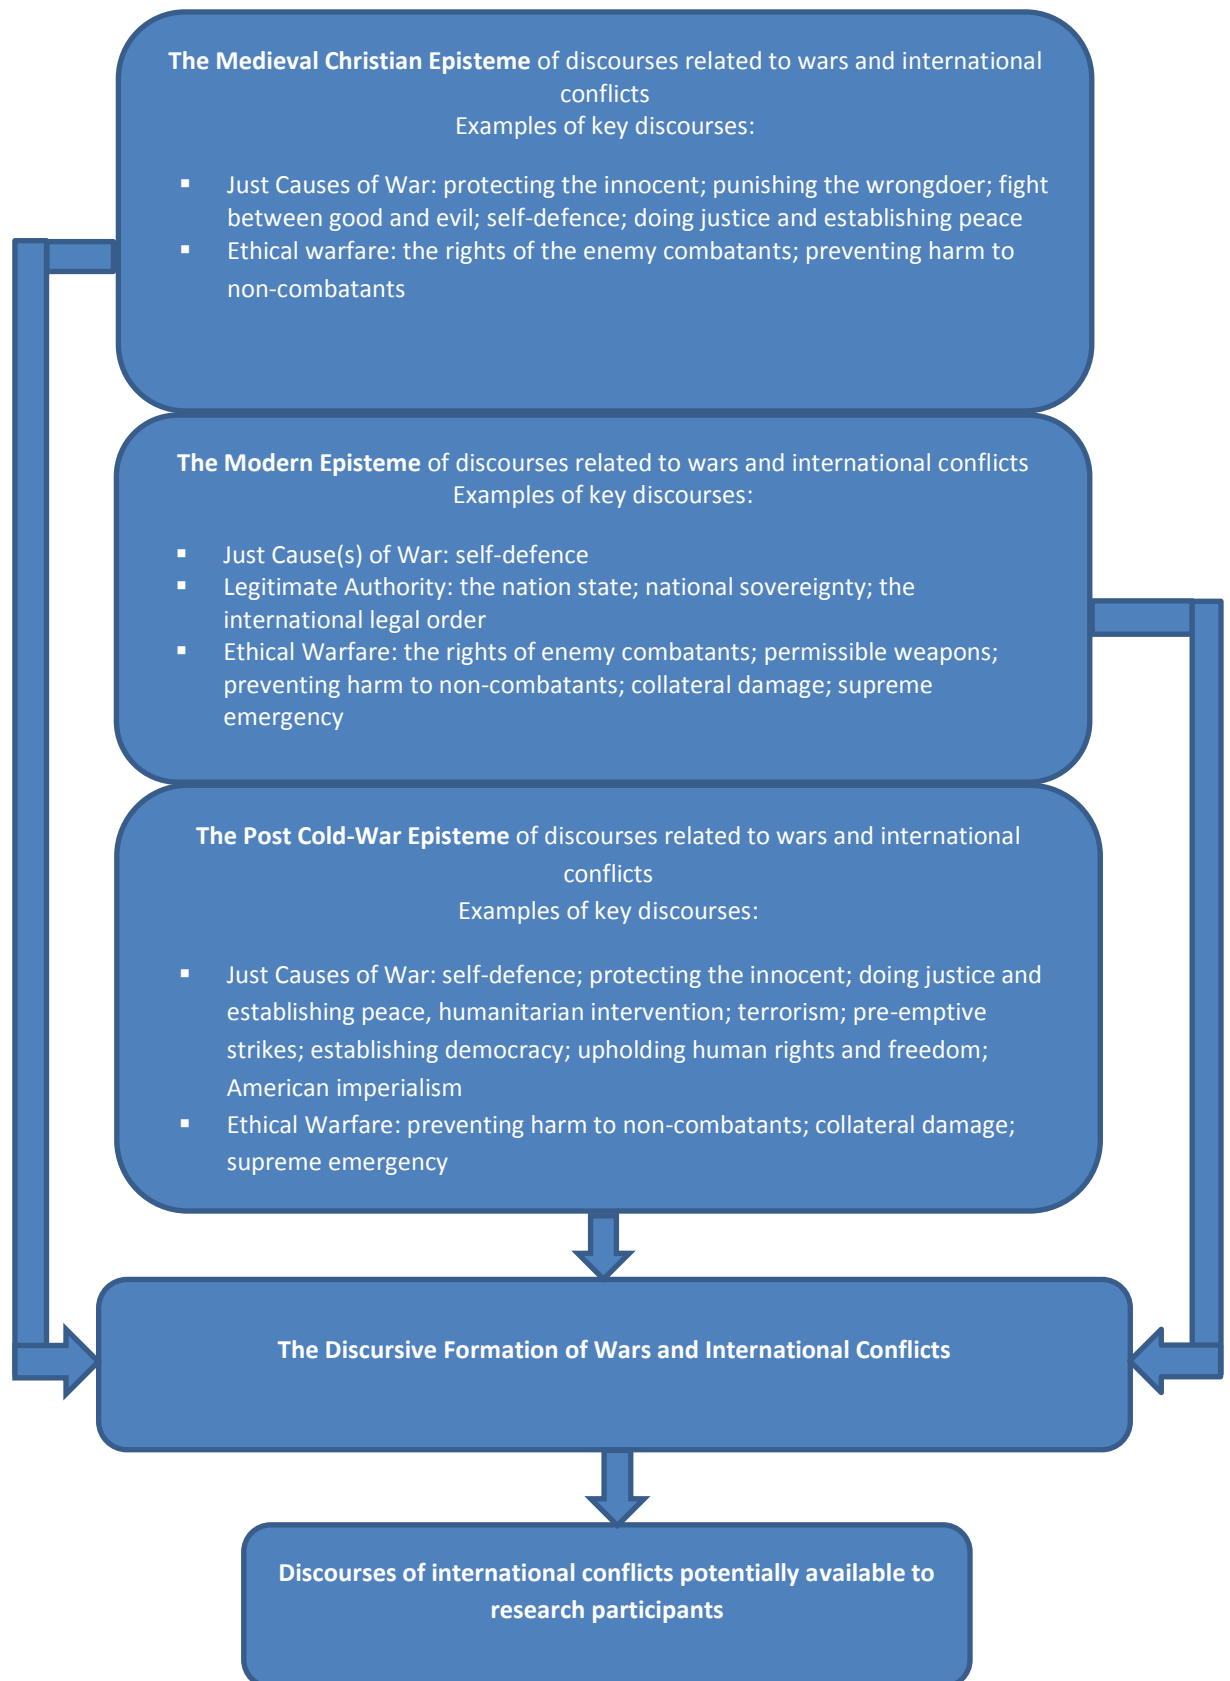 The Medieval Christian Episteme of discourses related to wars and international
conflicts
Examples of key discourses:
▪ Just Causes of War: protecting the innocent; punishing the wrongdoer; fight
between good and evil; self-defence; doing justice and establishing peace
▪ Ethical warfare: the rights of the enemy combatants; preventing harm to
non-combatants
The Modern Episteme of discourses related to wars and international conflicts
Examples of key discourses:
▪ Just Cause(s) of War: self-defence
▪ Legitimate Authority: the nation state; national sovereignty; the
international legal order
▪ Ethical Warfare: the rights of enemy combatants; permissible weapons;
preventing harm to non-combatants; collateral damage; supreme
emergency
The Post Cold-War Episteme of discourses related to wars and international
conflicts
Examples of key discourses:
▪ Just Causes of War: self-defence; protecting the innocent; doing justice and
establishing peace, humanitarian intervention; terrorism; pre-emptive
strikes; establishing democracy; upholding human rights and freedom;
American imperialism
▪ Ethical Warfare: preventing harm to non-combatants; collateral damage;
supreme emergency
The Discursive Formation of Wars and International Conflicts
Discourses of international conflicts potentially available to
research participants